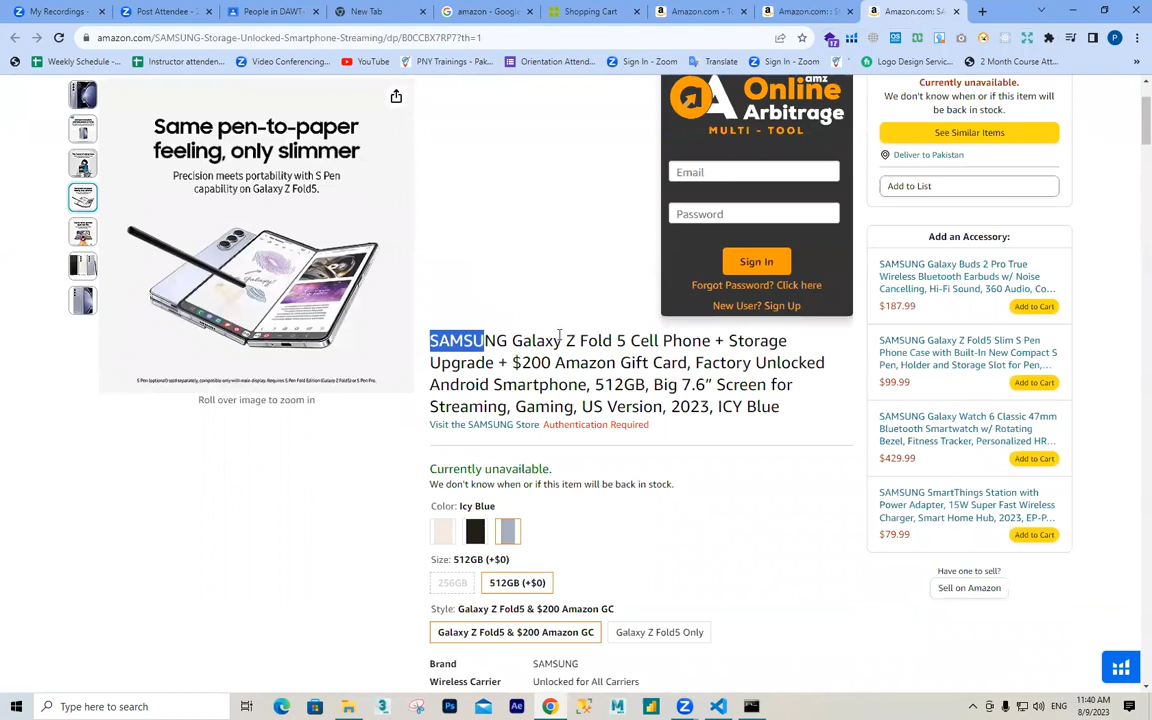 My Recordings -
Post Attendee - Z
People in DAWT-
New Tab
amazon - Google
Shopping Cart
Amazon.com - T
Amazon.com: S
Amazon.com: SA
amazon.com/SAMSUNG-Storage-Unlocked-Smartphone-Streaming/dp/B0CCBX7RP7?th=1
17
P
Weekly Schedule -...
Instructor attenden...
Video Conferencing...
YouTube
PNY Trainings - Pak...
Orientation Attend...
Sign In - Zoom
Translate
Sign In - Zoom
Logo Design Servic...
2 Month Course Att...
»
Same pen-to-paper
feeling, only slimmer
Precision meets portability with S Pen
capability on Galaxy Z Fold5.
Roll over image to zoom in
amz
Online
Arbitrage
MULTI - TOOL
Email
Password
Sign In
Forgot Password? Click here
New User? Sign Up
SAMSUNG Galaxy Z Fold 5 Cell Phone + Storage
Upgrade + $200 Amazon Gift Card, Factory Unlocked
Android Smartphone, 512GB, Big 7.6” Screen for
Streaming, Gaming, US Version, 2023, ICY Blue
Visit the SAMSUNG Store Authentication Required
Currently unavailable.
We don't know when or if this item will be back in stock.
Color: Icy Blue
Size: 512GB (+$0)
256GB
512GB (+$0)
Style: Galaxy Z Fold5 & $200 Amazon GC
Galaxy Z Fold5 & $200 Amazon GC
Galaxy Z Fold5 Only
Brand SAMSUNG
Wireless Carrier Unlocked for All Carriers
Currently unavailable.
We don't know when or if this item will
be back in stock.
See Similar Items
Deliver to Pakistan
Add to List
Add an Accessory:
SAMSUNG Galaxy Buds 2 Pro True
Wireless Bluetooth Earbuds w/ Noise
Cancelling, Hi-Fi Sound, 360 Audio, Co...
$187.99
Add to Cart
SAMSUNG Galaxy Z Fold5 Slim S Pen
Phone Case with Built-In New Compact S
Pen, Holder and Storage Slot for Pen,...
$99.99
Add to Cart
SAMSUNG Galaxy Watch 6 Classic 47mm
Bluetooth Smartwatch w/ Rotating
Bezel, Fitness Tracker, Personalized HR...
$429.99
Add to Cart
SAMSUNG SmartThings Station with
Power Adapter, 15W Super Fast Wireless
Charger, Smart Home Hub, 2023, EP-P...
$79.99
Add to Cart
Have one to sell?
Sell on Amazon
Type here to search
ENG
11:40 AM
8/9/2023